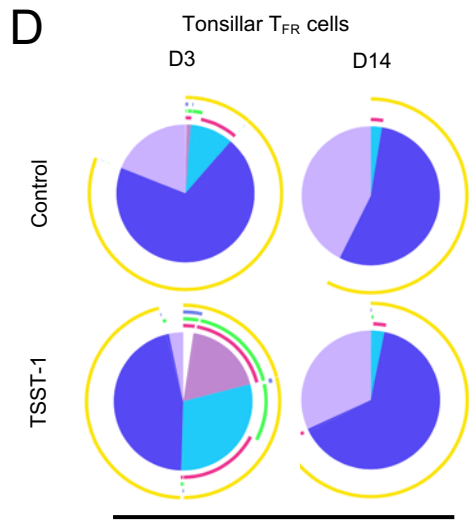 D
Tonsillar TFR cells
D3 D14
Control
TSST-1